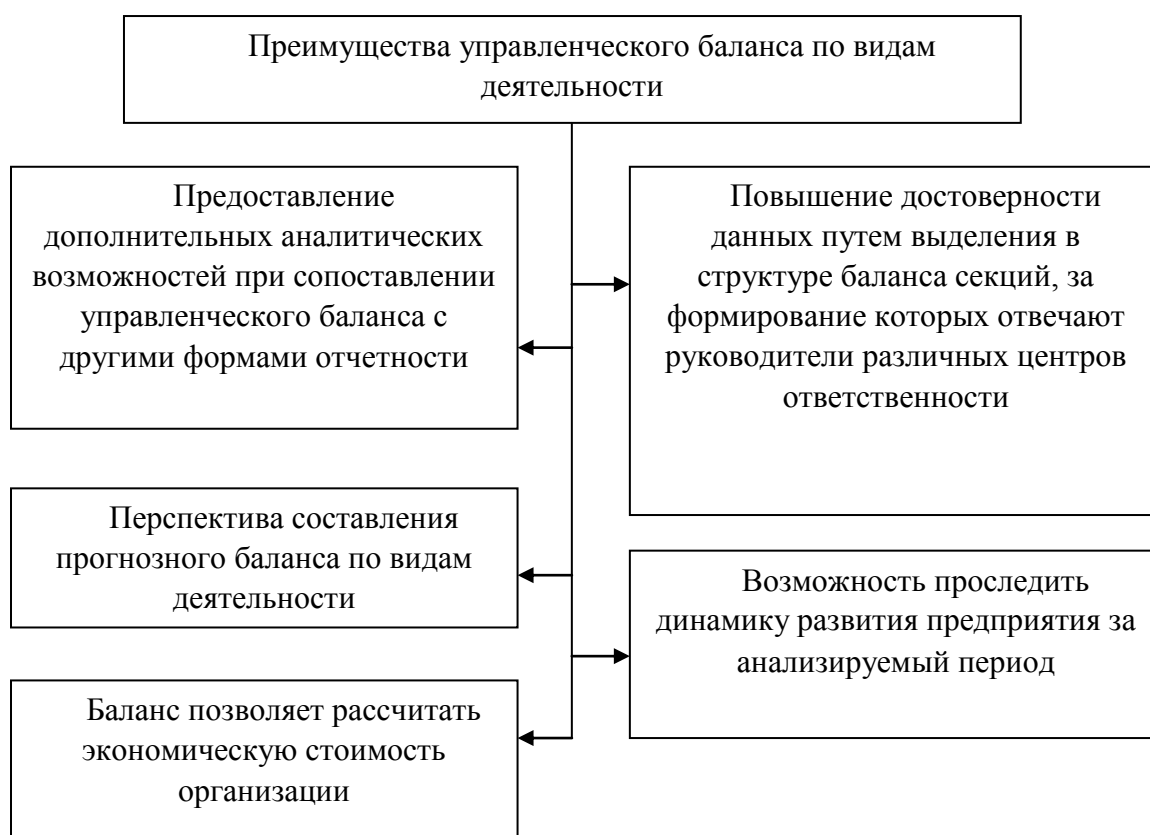 Преимущества управленческого баланса по видам
деятельности
Предоставление
дополнительных аналитических
возможностей при сопоставлении
управленческого баланса с
другими формами отчетности
Повышение достоверности
данных путем выделения в
структуре баланса секций, за
формирование которых отвечают
руководители различных центров
ответственности
Перспектива составления
прогнозного баланса по видам
деятельности
Возможность проследить
динамику развития предприятия за
анализируемый период
Баланс позволяет рассчитать
экономическую стоимость
организации